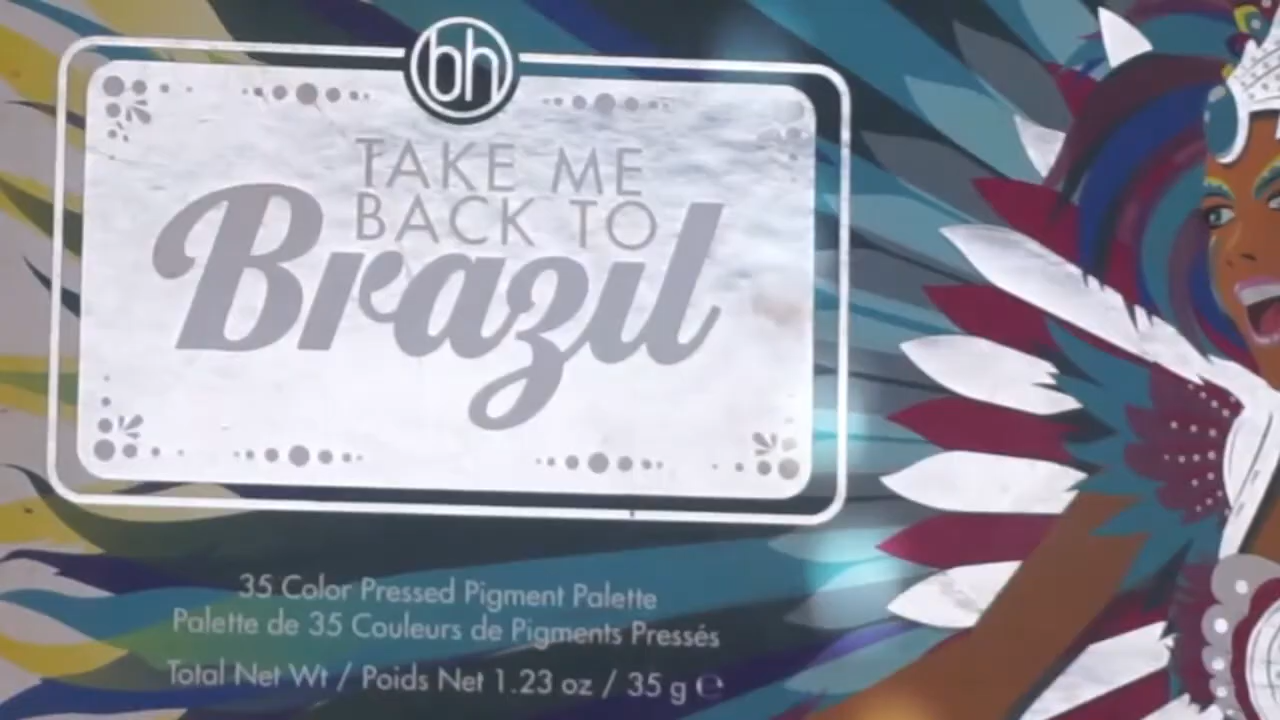 bh
TAKE ME
BACK TO
Brazil
35 Color Pressed Pigment Palette
Palette de 35 Couleurs de Pigments Pressés
Total Net Wt / Poids Net 1.23 oz / 35 g ℮